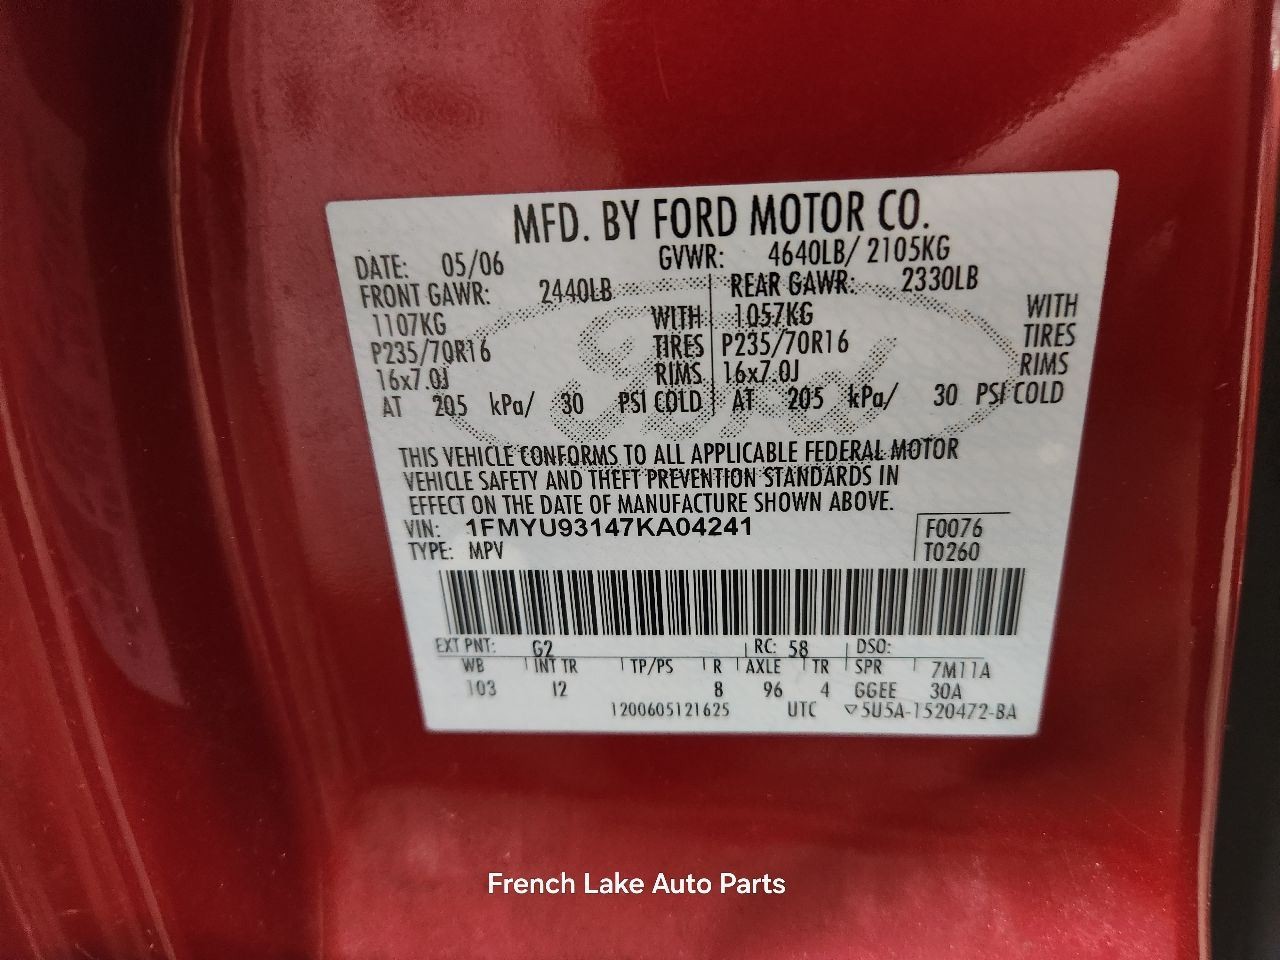 MFD. BY FORD MOTOR CO.
DATE: 05/06 GVWR: 4640LB/ 2105KG
FRONT GAWR: 2440LB REAR GAWR: 2330LB
1107KG WITH 1057KG WITH
P235/70R16 TIRES P235/70R16 TIRES
16x7.0J RIMS 16x7.0J RIMS
AT 205 kPa/ 30 PSI COLD AT 205 kPa/ 30 PSI COLD
THIS VEHICLE CONFORMS TO ALL APPLICABLE FEDERAL MOTOR
VEHICLE SAFETY AND THEFT PREVENTION STANDARDS IN
EFFECT ON THE DATE OF MANUFACTURE SHOWN ABOVE.
VIN: 1FMYU93147KA04241 F0076
TYPE: MPV T0260
EXT PNT: G2 RC: 58 DSO:
WB INT TR TP/PS R AXLE TR SPR 7M11A
103 I2 8 96 4 GGEE 30A
1200605121625 UTC ▽5U5A-1520472-BA
Ford
French Lake Auto Parts